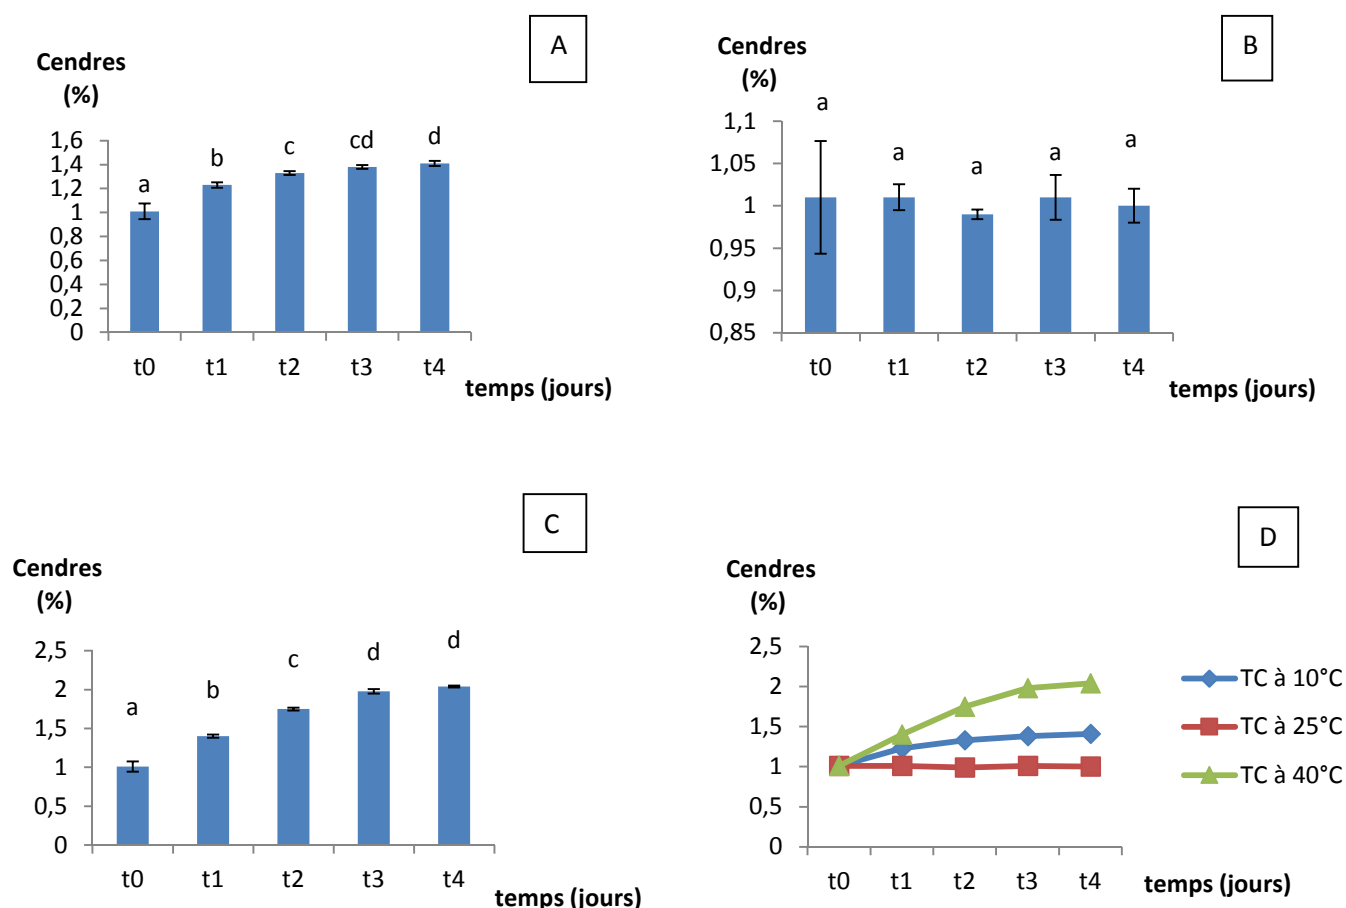 A
Cendres
(%)
1,6
1,4
1,2
1
0,8
0,6
0,4
0,2
0
a
b
c
cd
d
t0 t1 t2 t3 t4
temps (jours)
B
Cendres
(%)
1,1
1,05
1
0,95
0,9
0,85
a
a
a
a
a
t0 t1 t2 t3 t4
temps (jours)
C
Cendres
(%)
2,5
2
1,5
1
0,5
0
a
b
c
d
d
t0 t1 t2 t3 t4
temps (jours)
D
Cendres
(%)
2,5
2
1,5
1
0,5
0
t0 t1 t2 t3 t4
temps (jours)
TC à 10°C
TC à 25°C
TC à 40°C